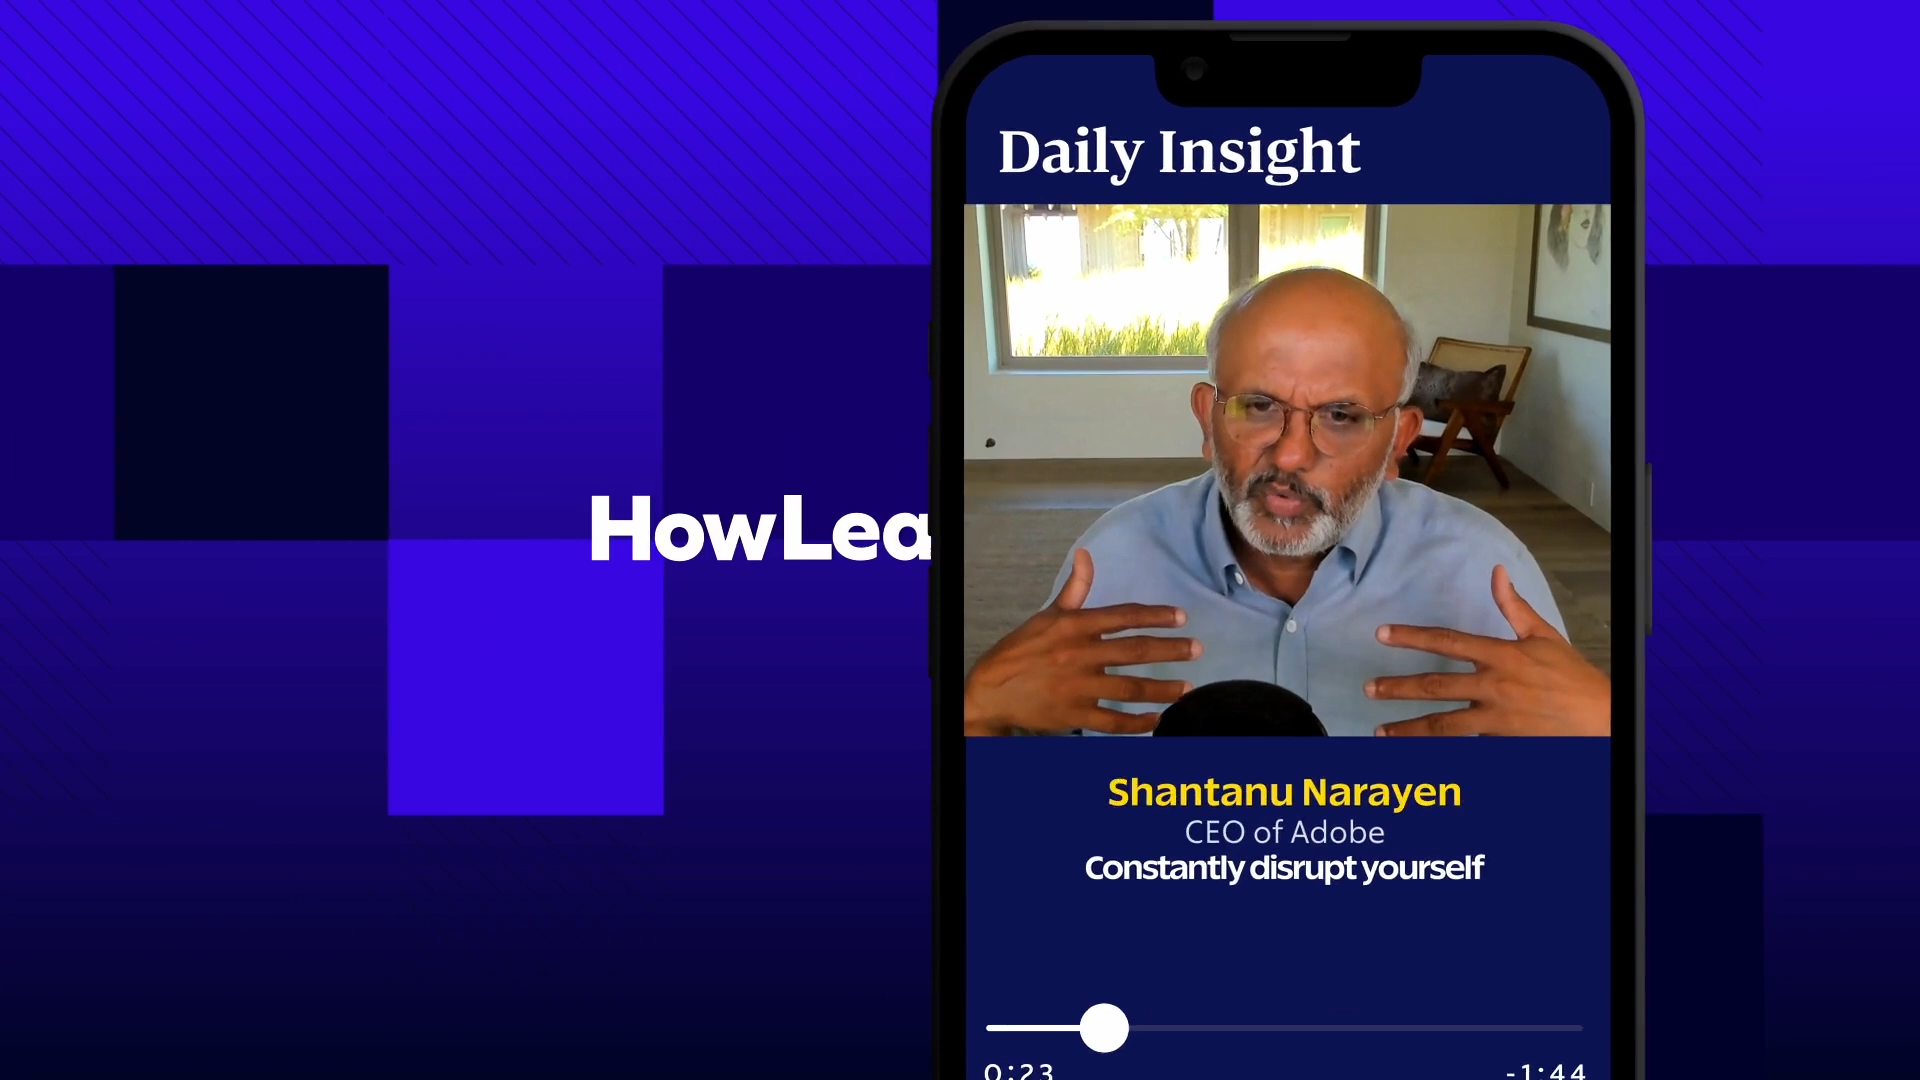 HowLea
Daily Insight
Shantanu Narayen
CEO of Adobe
Constantly disrupt yourself
0:23
-1:44